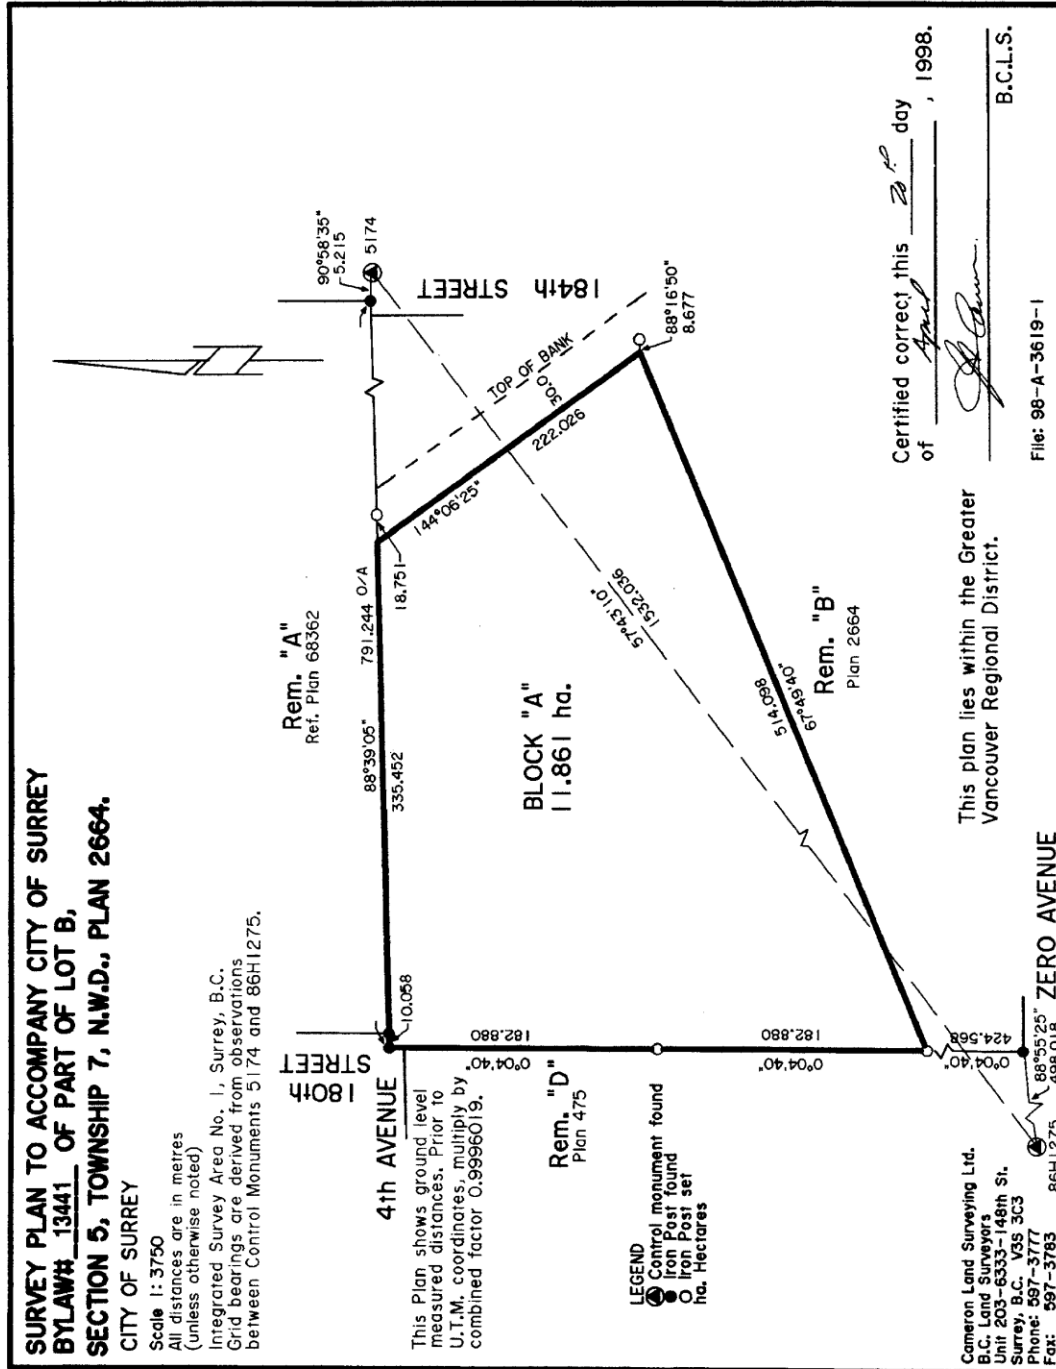 SURVEY PLAN TO ACCOMPANY CITY OF SURREY
BYLAW# 13441 OF PART OF LOT B,
SECTION 5, TOWNSHIP 7, N.W.D., PLAN 2664.
CITY OF SURREY
Scale 1:3750
All distances are in metres
(unless otherwise noted)
Integrated Survey Area No. 1, Surrey, B.C.
Grid bearings are derived from observations
between Control Monuments 5174 and 86H1275.
180th
STREET
4th AVENUE
10.058
This Plan shows ground level
measured distances. Prior to
U.T.M. coordinates, multiply by
combined factor 0.9996019.
Rem. "A"
Ref. Plan 68362
88°39'05"
791.244 O/A
335.452
18.751
90°58'35"
5.215
5174
184th
STREET
TOP OF BANK
30.0
144°06'25"
222.026
88°16'50"
8.677
BLOCK "A"
11.861 ha.
57°43'10"
1532.036
514.098
67°49'40"
Rem. "B"
Plan 2664
182.880
0°04'40"
Rem. "D"
Plan 475
182.880
0°04'40"
424.568
0°04'40"
88°55'25"
498.018
ZERO AVENUE
86H1275
LEGEND
Control monument found
Iron Post found
Iron Post set
ha. Hectares
Cameron Land Surveying Ltd.
B.C. Land Surveyors
Unit 203-6333-148th St.
Surrey, B.C. V3S 3C3
Phone: 597-3777
Fax: 597-3783
This plan lies within the Greater
Vancouver Regional District.
Certified correct this 20th day
of April, 1998.
B.C.L.S.
File: 98-A-3619-1